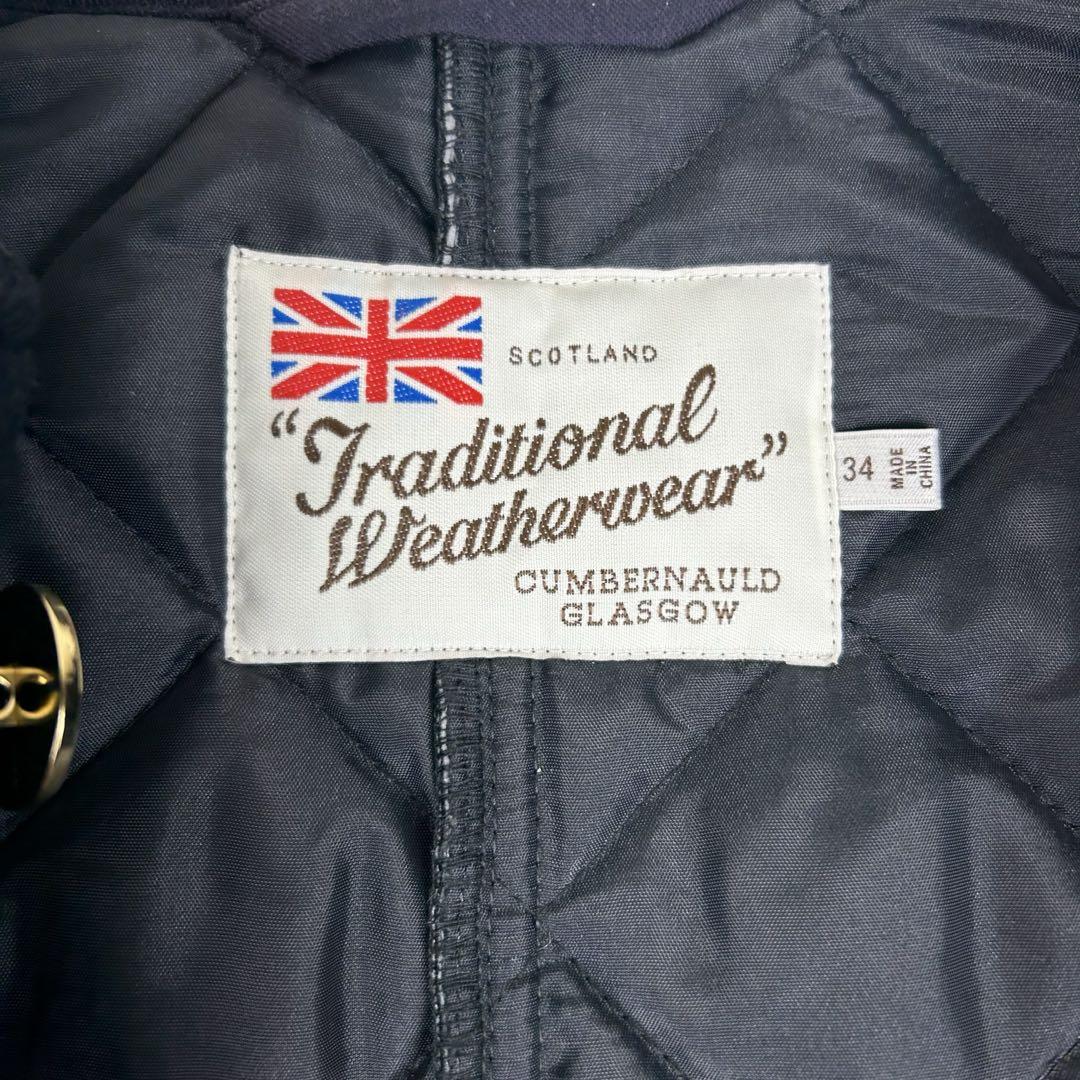 SCOTLAND
“Traditional
Weatherwear”
CUMBERNAULD
GLASGOW
34
MADE
IN
CHINA